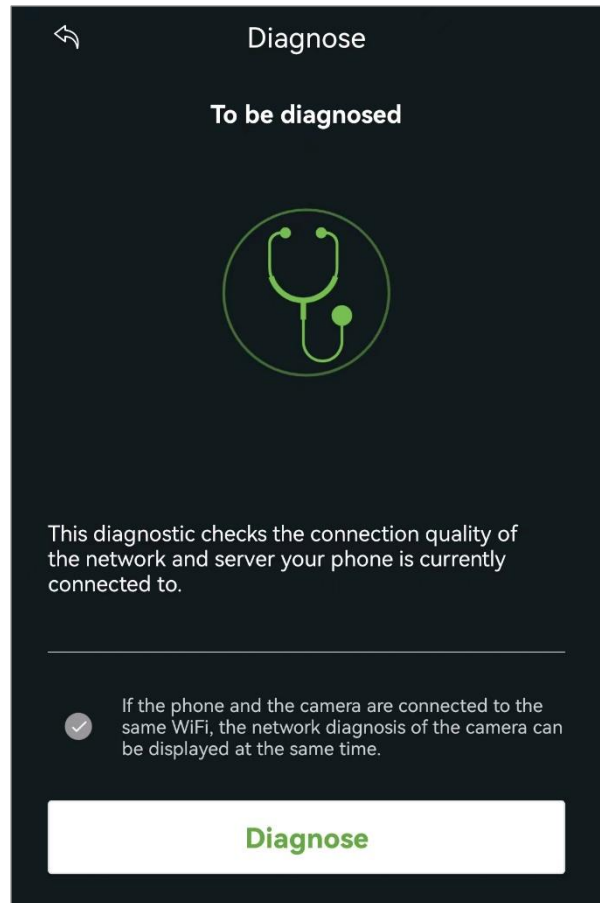 Diagnose
To be diagnosed
This diagnostic checks the connection quality of
the network and server your phone is currently
connected to.
If the phone and the camera are connected to the
same WiFi, the network diagnosis of the camera can
be displayed at the same time.
Diagnose